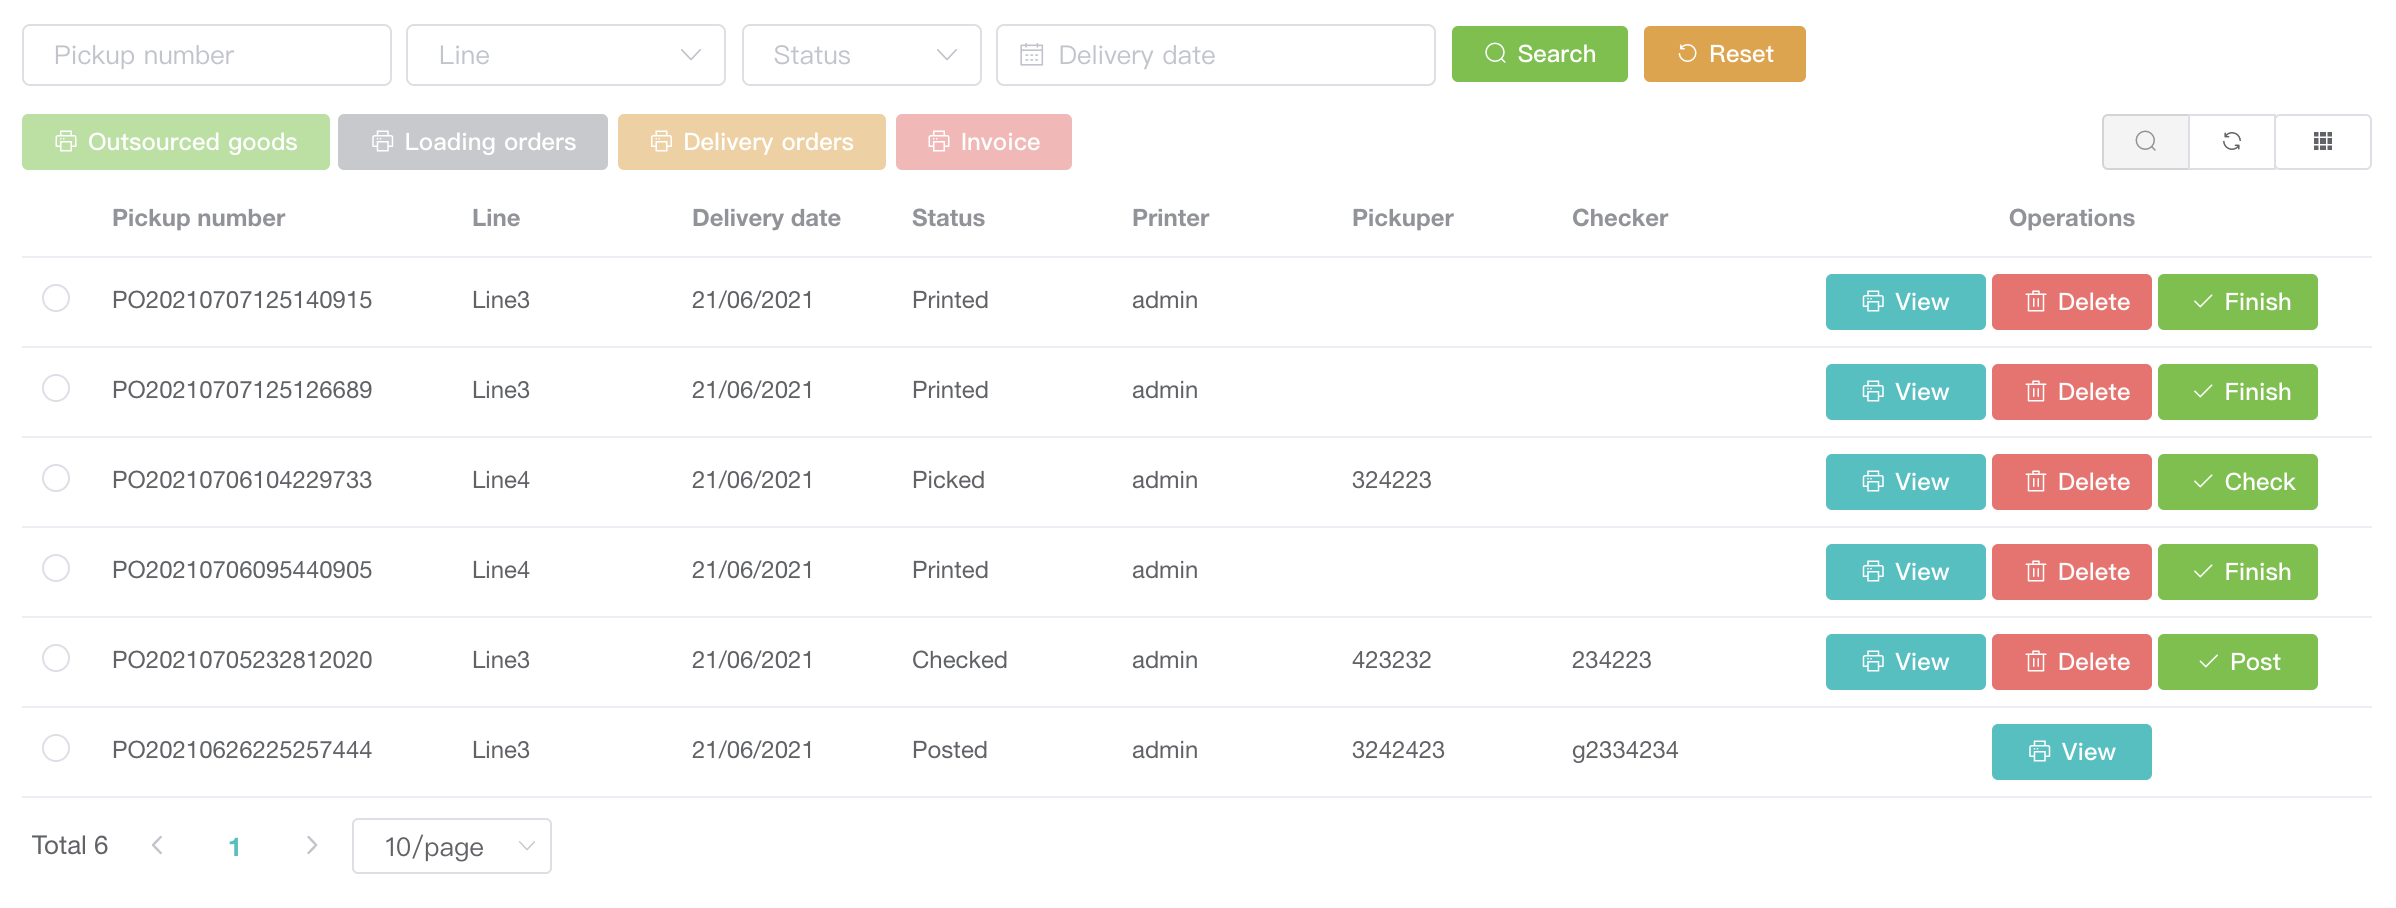 Pickup number Line Status Delivery date Search Reset
Outsourced goods Loading orders Delivery orders Invoice
Pickup number Line Delivery date Status Printer Pickuper Checker Operations
PO20210707125140915 Line3 21/06/2021 Printed admin View Delete Finish
PO20210707125126689 Line3 21/06/2021 Printed admin View Delete Finish
PO20210706104229733 Line4 21/06/2021 Picked admin 324223 View Delete Check
PO20210706095440905 Line4 21/06/2021 Printed admin View Delete Finish
PO20210705232812020 Line3 21/06/2021 Checked admin 423232 234223 View Delete Post
PO20210626225257444 Line3 21/06/2021 Posted admin 3242423 g2334234 View
Total 6 1 10/page